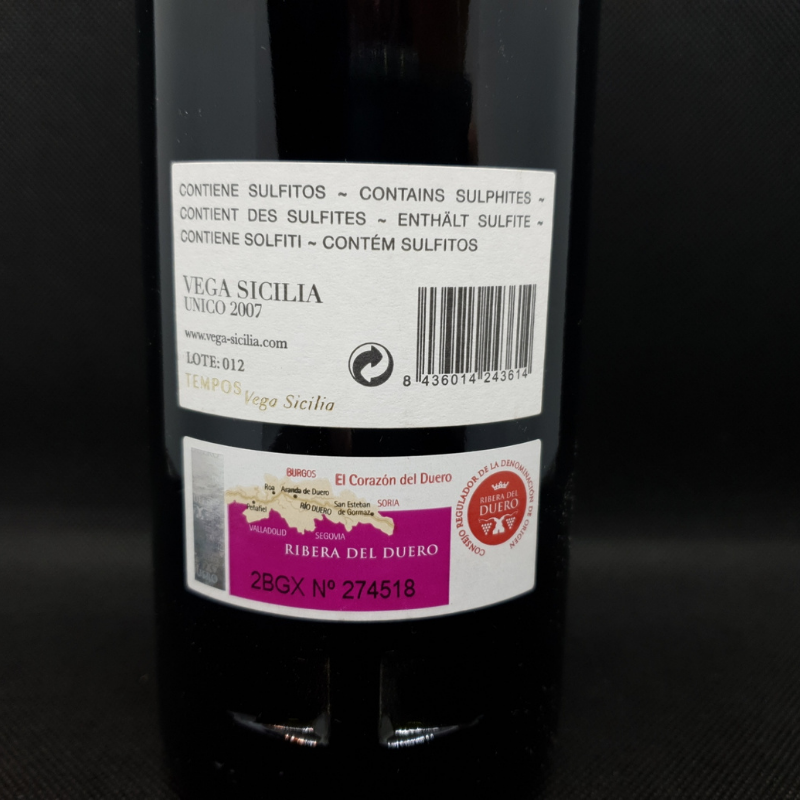 CONTIENE SULFITOS ~ CONTAINS SULPHITES ~
CONTIENT DES SULFITES ~ ENTHÄLT SULFITE ~
CONTIENE SOLFITI ~ CONTÉM SULFITOS
VEGA SICILIA
UNICO 2007
www.vega-sicilia.com
LOTE: 012
TEMPOS Vega Sicilia
8 436014 243614
BURGOS
El Corazón del Duero
Roa
Aranda de Duero
SORIA
Peñafiel
RÍO DUERO
San Esteban
de Gormaz
VALLADOLID
SEGOVIA
RIBERA DEL DUERO
2BGX Nº 274518
CONSEJO REGULADOR DE LA DENOMINACIÓN DE ORIGEN
RIBERA DEL
DUERO